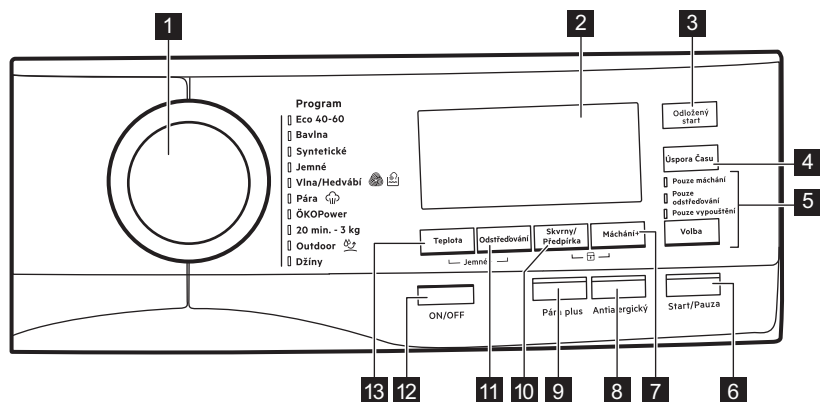 1
2
3
Program
Eco 40-60
Bavlna
Syntetické
Jemné
Vlna/Hedvábí
Pára
ÖKOPower
20 min. - 3 kg
Outdoor
Džíny
Odložený
start
Úspora Času
4
Pouze máchání
Pouze
odstřeďování
Pouze vypouštění
5
Volba
Teplota
Odstřeďování
Skvrny/
Předpírka
Máchání+
Jemné
ON/OFF
Pára plus
Antialergický
Start/Pauza
13
12
11
10
9
8
7
6